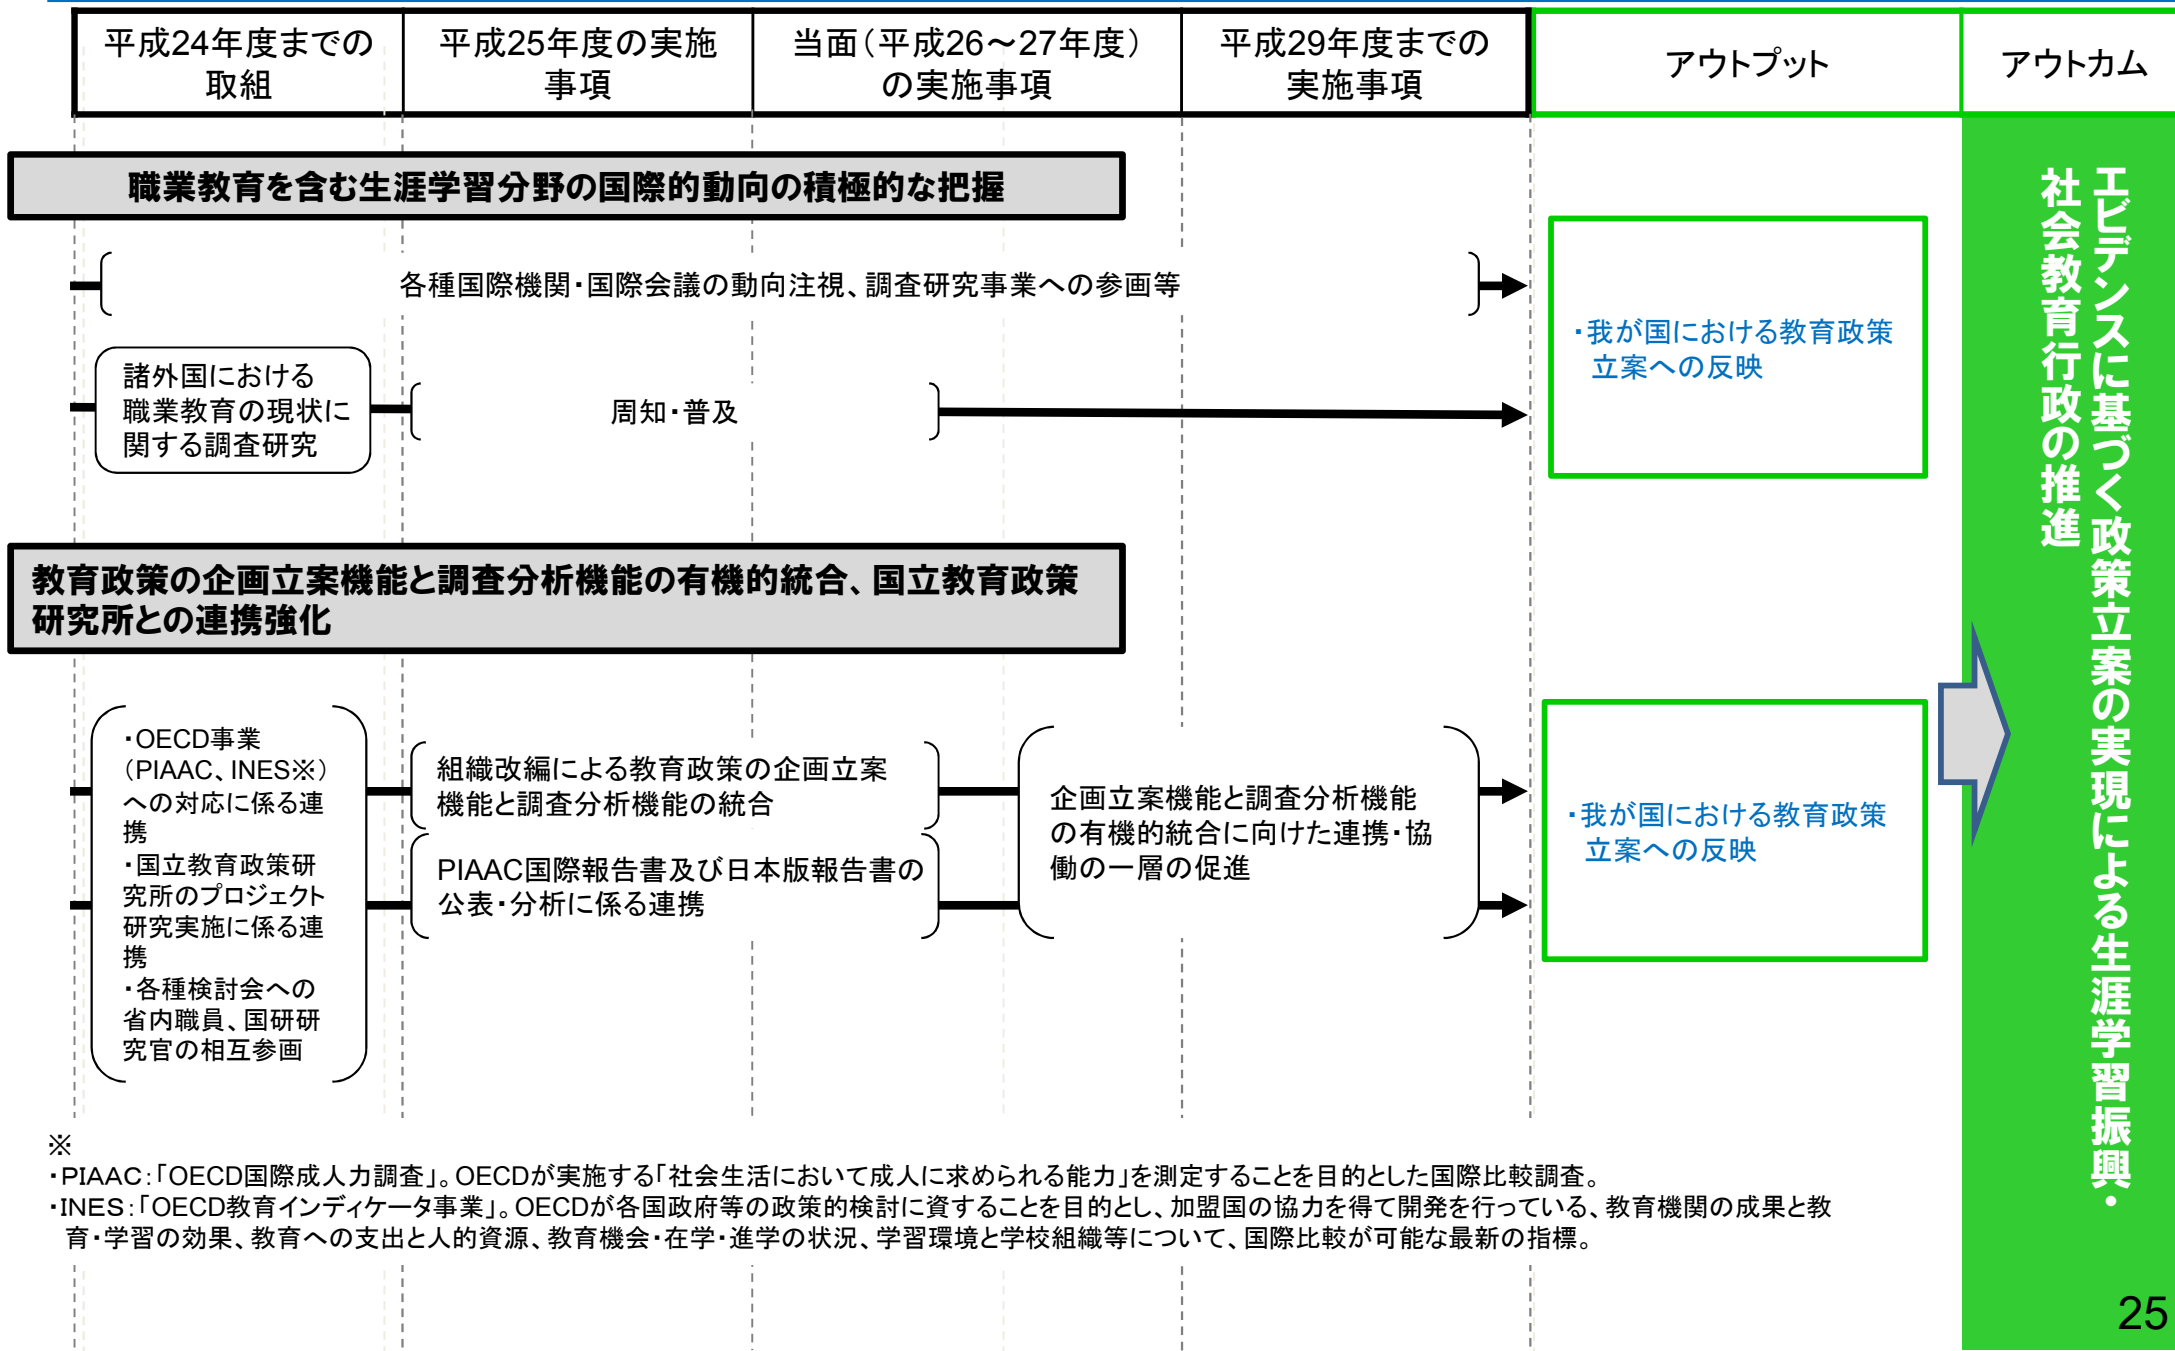 平成24年度までの
取組
平成25年度の実施
事項
当面（平成26～27年度）
の実施事項
平成29年度までの
実施事項
アウトプット
アウトカム
職業教育を含む生涯学習分野の国際的動向の積極的な把握
各種国際機関・国際会議の動向注視、調査研究事業への参画等
諸外国における
職業教育の現状に
関する調査研究
周知・普及
・我が国における教育政策
立案への反映
教育政策の企画立案機能と調査分析機能の有機的統合、国立教育政策
研究所との連携強化
・OECD事業
（PIAAC、INES※）
への対応に係る連
携
・国立教育政策研
究所のプロジェクト
研究実施に係る連
携
・各種検討会への
省内職員、国研研
究官の相互参画
組織改編による教育政策の企画立案
機能と調査分析機能の統合
PIAAC国際報告書及び日本版報告書の
公表・分析に係る連携
企画立案機能と調査分析機能
の有機的統合に向けた連携・協
働の一層の促進
・我が国における教育政策
立案への反映
エビデンスに基づく政策立案の実現による生涯学習振興・
社会教育行政の推進
※
・PIAAC：「OECD国際成人力調査」。OECDが実施する「社会生活において成人に求められる能力」を測定することを目的とした国際比較調査。
・INES：「OECD教育インディケータ事業」。OECDが各国政府等の政策的検討に資することを目的とし、加盟国の協力を得て開発を行っている、教育機関の成果と教
育・学習の効果、教育への支出と人的資源、教育機会・在学・進学の状況、学習環境と学校組織等について、国際比較が可能な最新の指標。
25